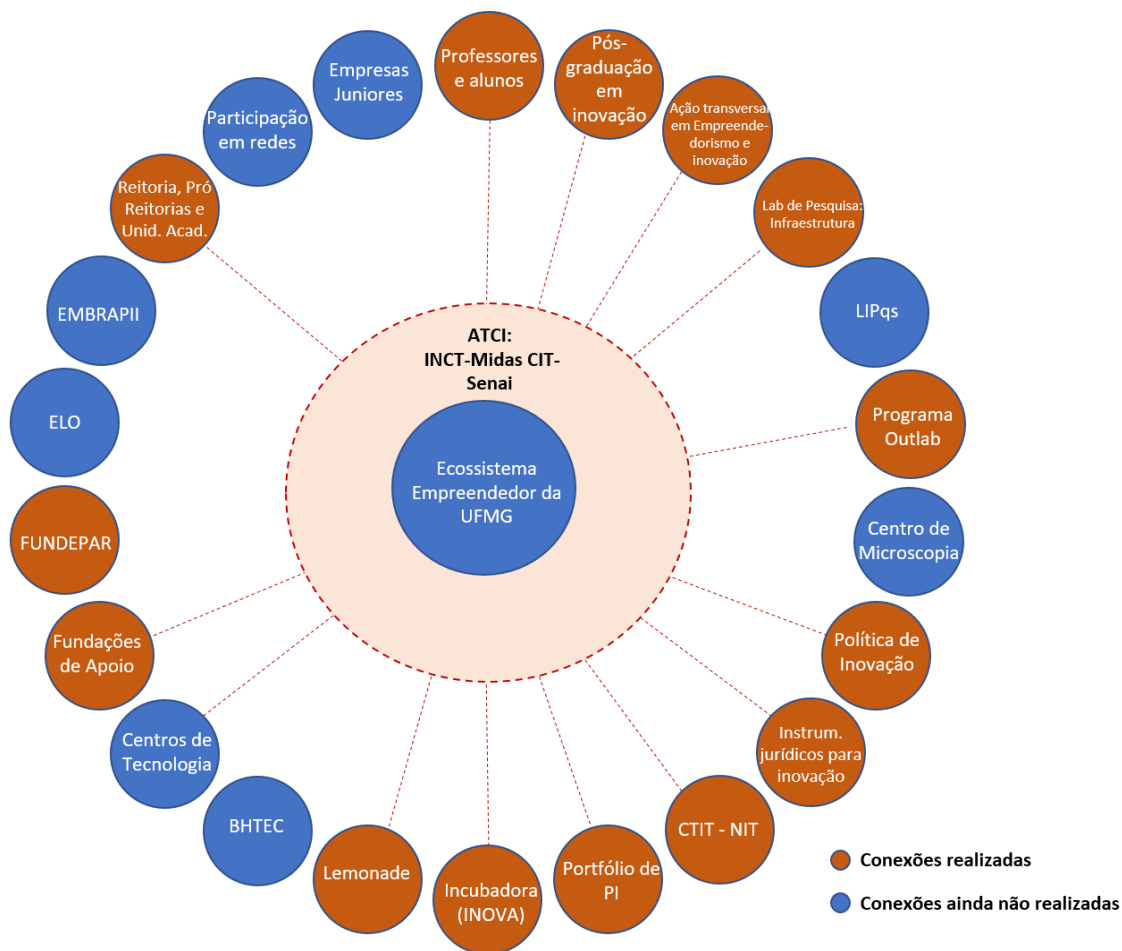 Professores
e alunos
Pós-
graduação
em
inovação
Ação transversal
em Empreende-
dorismo e
inovação
Lab de Pesquisa:
Infraestrutura
LIPqs
Programa
Outlab
Centro de
Microscopia
Política de
Inovação
Instrum.
jurídicos para
inovação
CTIT - NIT
Portfólio de
PI
Incubadora
(INOVA)
Lemonade
BHTEC
Centros de
Tecnologia
Fundações
de Apoio
FUNDEPAR
ELO
EMBRAPII
Reitoria, Pró
Reitorias e
Unid. Acad.
Participação
em redes
Empresas
Juniores
ATCI:
INCT-Midas CIT-
Senai
Ecossistema
Empreendedor da
UFMG
Conexões realizadas
Conexões ainda não realizadas